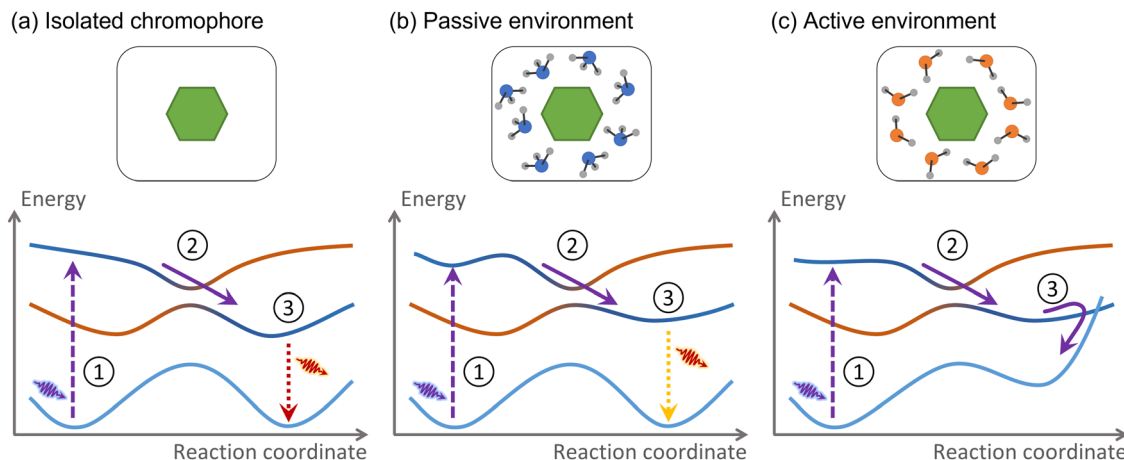 (a) Isolated chromophore
(b) Passive environment
(c) Active environment
Energy
2
3
1
Reaction coordinate
Energy
2
3
1
Reaction coordinate
Energy
2
3
1
Reaction coordinate